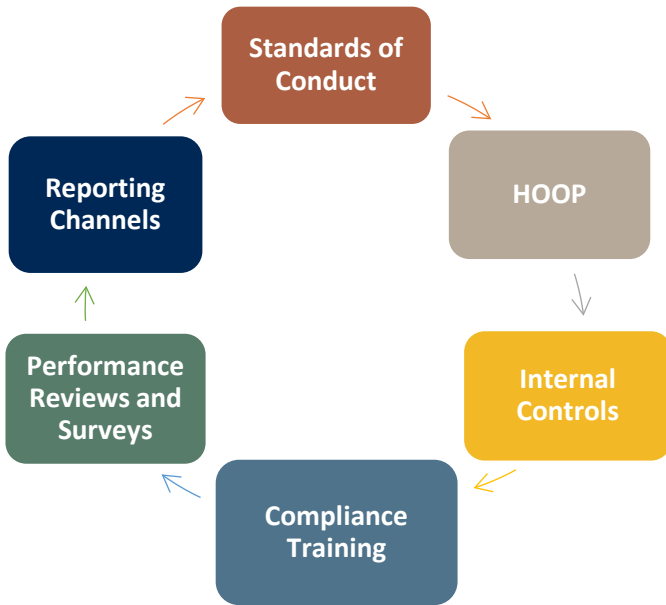 Standards of
Conduct
HOOP
Internal
Controls
Compliance
Training
Performance
Reviews and
Surveys
Reporting
Channels